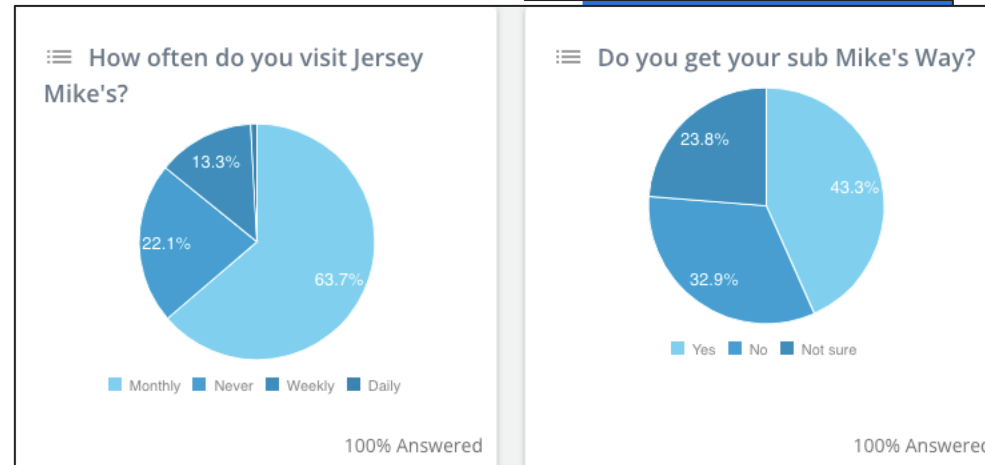 How often do you visit Jersey
Mike's?
13.3%
22.1%
63.7%
Monthly Never Weekly Daily
100% Answered
Do you get your sub Mike's Way?
23.8%
43.3%
32.9%
Yes No Not sure
100% Answered